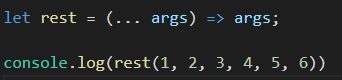 let rest = (... args) => args;
console.log(rest(1, 2, 3, 4, 5, 6))